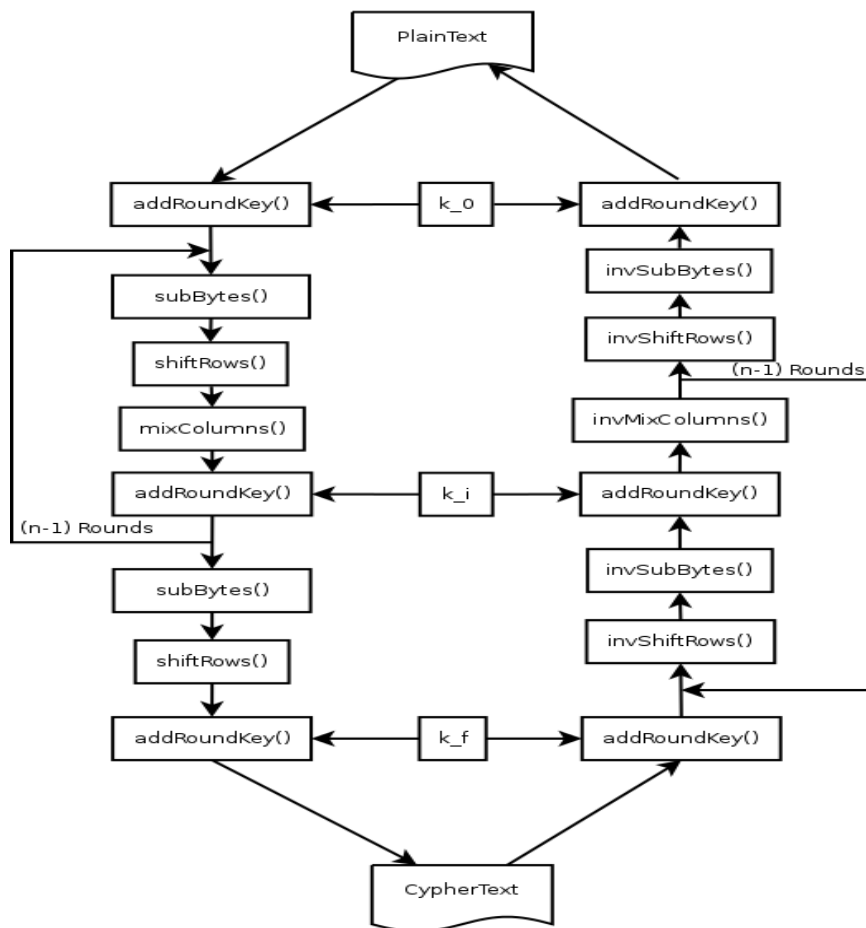 PlainText
addRoundKey()
k_0
addRoundKey()
invSubBytes()
subBytes()
invShiftRows()
shiftRows()
(n-1) Rounds
mixColumns()
invMixColumns()
addRoundKey()
k_i
addRoundKey()
(n-1) Rounds
subBytes()
invSubBytes()
shiftRows()
invShiftRows()
addRoundKey()
k_f
addRoundKey()
CypherText